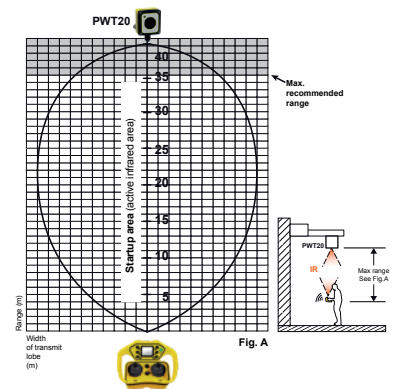 PWT20
40
35
30
25
20
15
10
5
Max.
recommended
range
Startup area (active infrared area)
Range (m)
Width
of transmit
lobe
(m)
Fig. A
PWT20
IR
Max range
See Fig.A